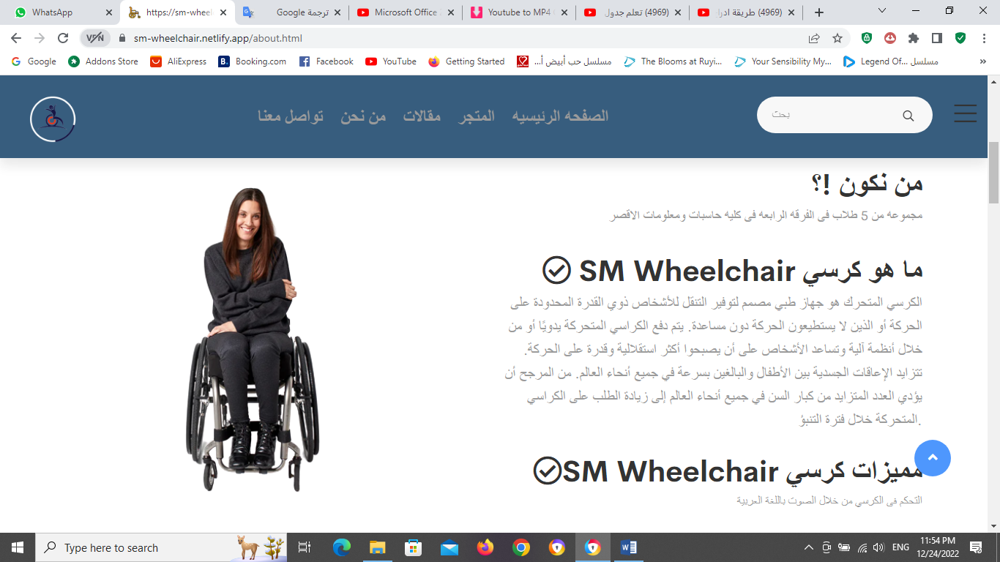 WhatsApp
https://sm-wheel
ترجمة Google
Microsoft Office
Youtube to MP4
(4969) تعلم جدول
(4969) طريقة ادرا
VPN
sm-wheelchair.netlify.app/about.html
Google
Addons Store
AliExpress
Booking.com
Facebook
YouTube
Getting Started
مسلسل حب أبيض أ...
The Blooms at Ruyi...
Your Sensibility My...
مسلسل Legend Of...
الصفحه الرئيسيه
المتجر
مقالات
من نحن
تواصل معنا
بحث
من نكون !؟
مجموعه من 5 طلاب فى الفرقه الرابعه فى كليه حاسبات ومعلومات الاقصر
ما هو كرسي SM Wheelchair
الكرسي المتحرك هو جهاز طبي مصمم لتوفير التنقل للأشخاص ذوي القدرة المحدودة على
الحركة أو الذين لا يستطيعون الحركة دون مساعدة. يتم دفع الكراسي المتحركة يدويًا أو من
خلال أنظمة آلية وتساعد الأشخاص على أن يصبحوا أكثر استقلالية وقدرة على الحركة.
تتزايد الإعاقات الجسدية بين الأطفال والبالغين بسرعة في جميع أنحاء العالم. من المرجح أن
يؤدي العدد المتزايد من كبار السن في جميع أنحاء العالم إلى زيادة الطلب على الكراسي
.المتحركة خلال فترة التنبؤ
مميزات كرسي SM Wheelchair
التحكم فى الكرسي من خلال الصوت باللغة العربية
Type here to search
ENG
11:54 PM
12/24/2022